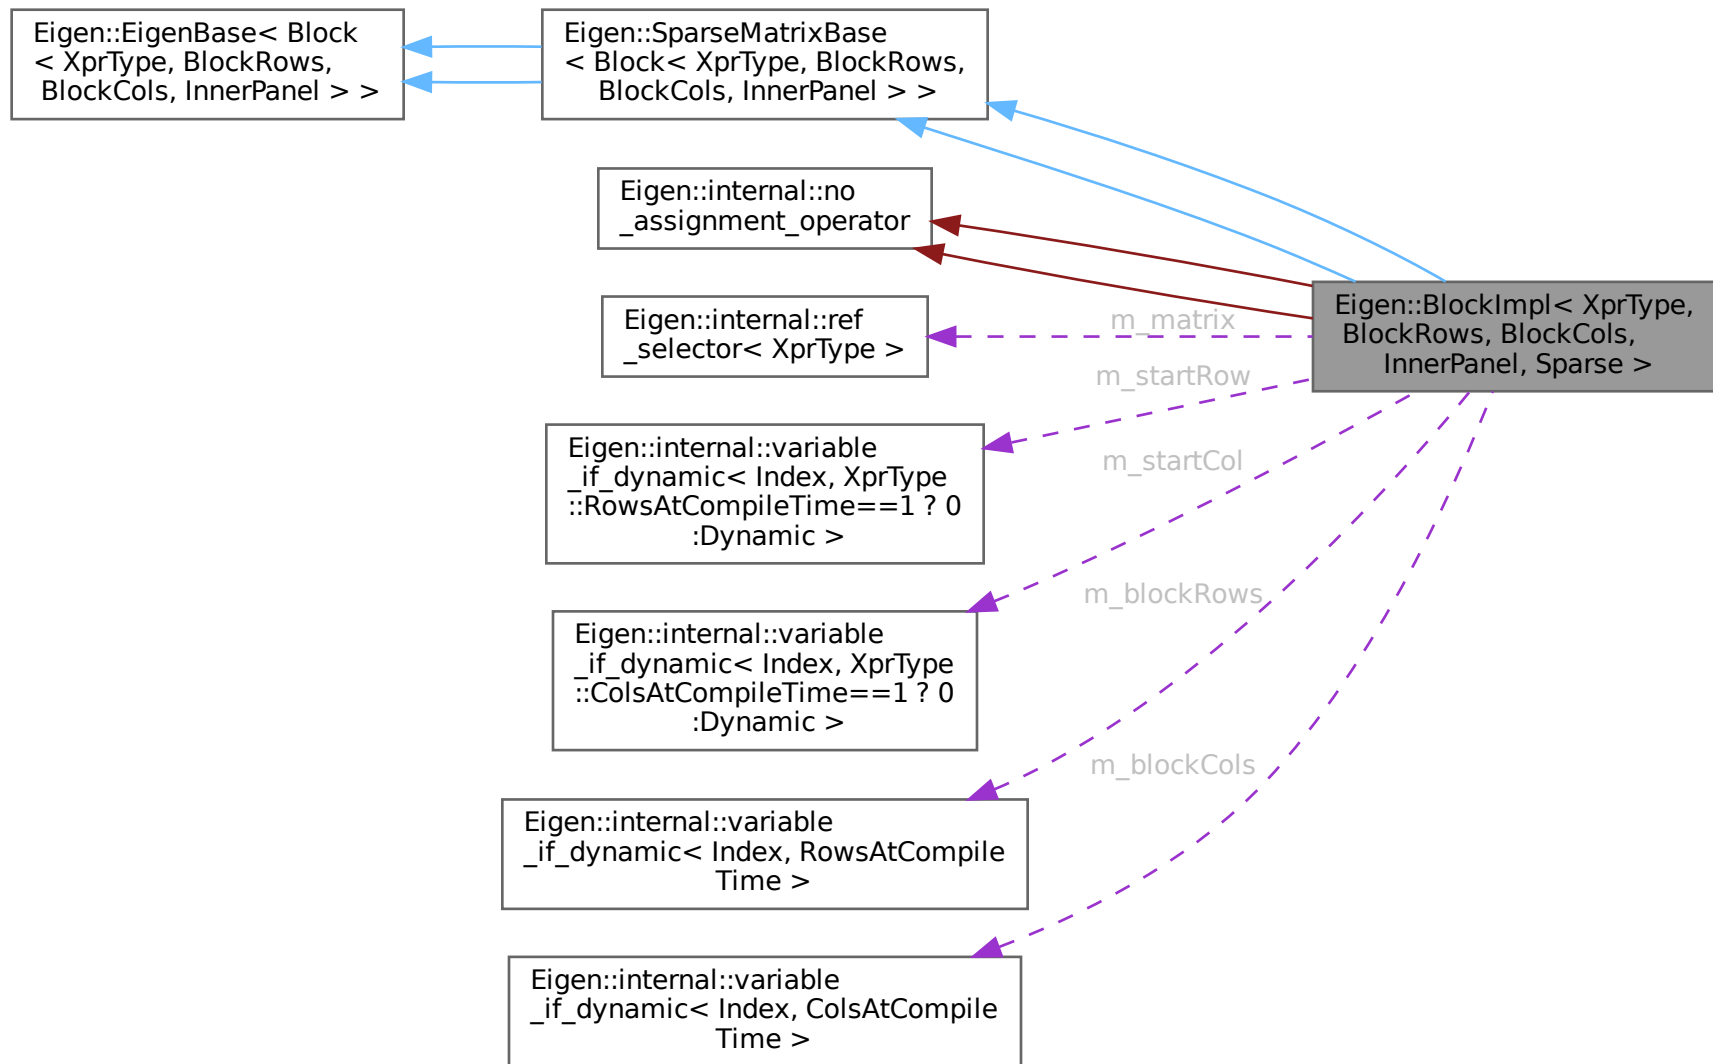 Eigen::EigenBase< Block
< XprType, BlockRows,
BlockCols, InnerPanel > >
Eigen::SparseMatrixBase
< Block< XprType, BlockRows,
BlockCols, InnerPanel > >
Eigen::internal::no
_assignment_operator
Eigen::internal::ref
_selector< XprType >
Eigen::BlockImpl< XprType,
BlockRows, BlockCols,
InnerPanel, Sparse >
m_matrix
m_startRow
Eigen::internal::variable
_if_dynamic< Index, XprType
::RowsAtCompileTime==1 ? 0
:Dynamic >
m_startCol
Eigen::internal::variable
_if_dynamic< Index, XprType
::ColsAtCompileTime==1 ? 0
:Dynamic >
m_blockRows
Eigen::internal::variable
_if_dynamic< Index, RowsAtCompile
Time >
m_blockCols
Eigen::internal::variable
_if_dynamic< Index, ColsAtCompile
Time >